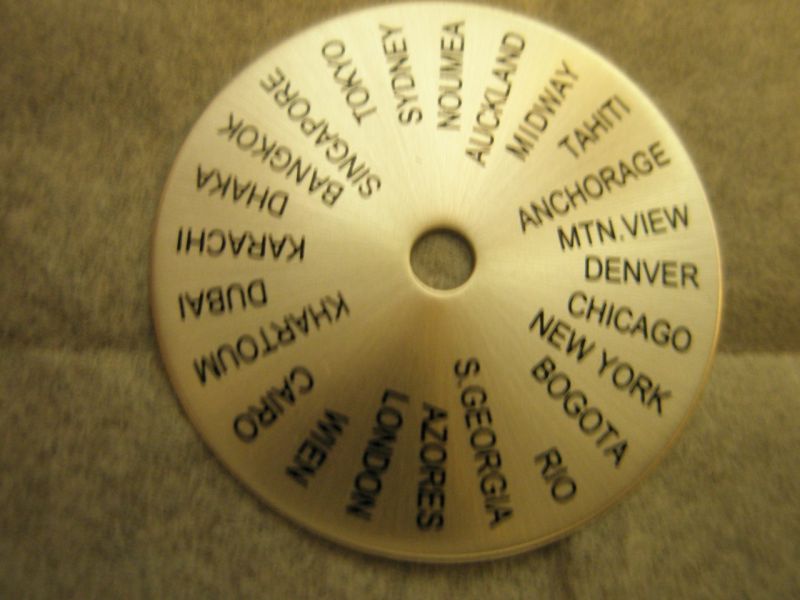 NOUMEA
AUCKLAND
MIDWAY
TAHITI
ANCHORAGE
MTN.VIEW
DENVER
CHICAGO
NEW YORK
BOGOTA
RIO
S.GEORGIA
AZORES
LONDON
WIEN
CAIRO
KHARTOUM
DUBAI
KARACHI
DHAKA
BANGKOK
SINGAPORE
TOKYO
SYDNEY